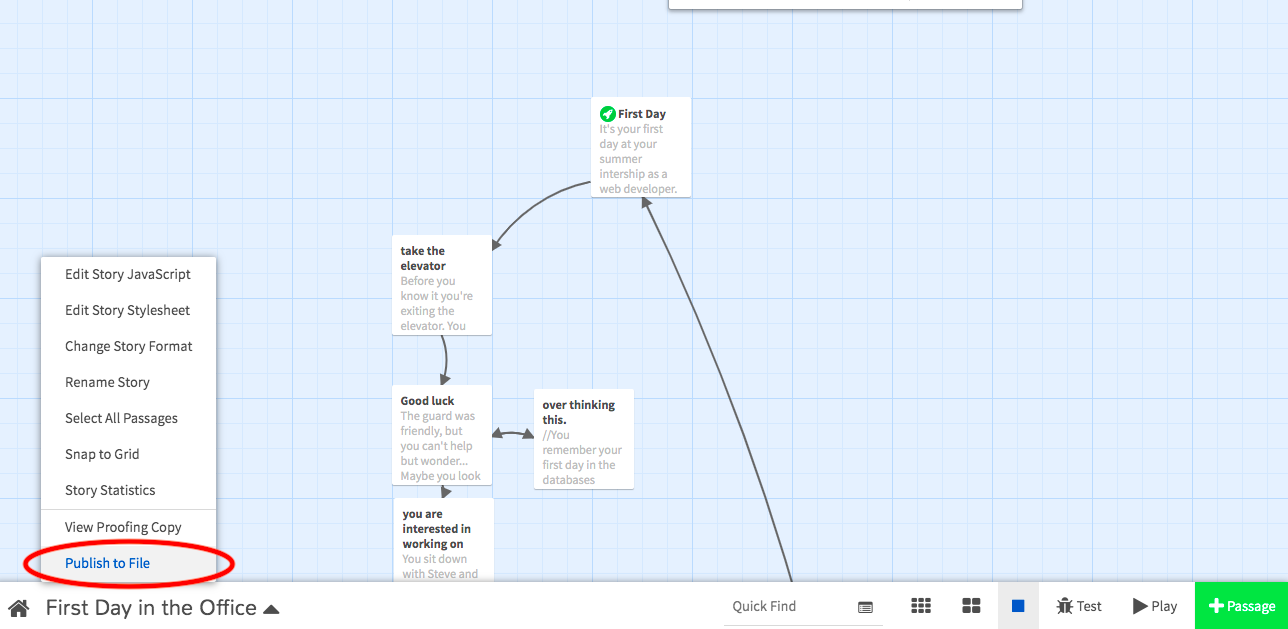 First Day
It's your first
day at your
summer
intership as a
web developer.
take the
elevator
Before you
know it you're
exiting the
elevator. You
Good luck
The guard was
friendly, but
you can't help
but wonder...
Maybe you look
over thinking
this.
//You
remember your
first day in the
databases
you are
interested in
working on
You sit down
with Steve and
Edit Story JavaScript
Edit Story Stylesheet
Change Story Format
Rename Story
Select All Passages
Snap to Grid
Story Statistics
View Proofing Copy
Publish to File
First Day in the Office
Quick Find
Test
Play
+Passage